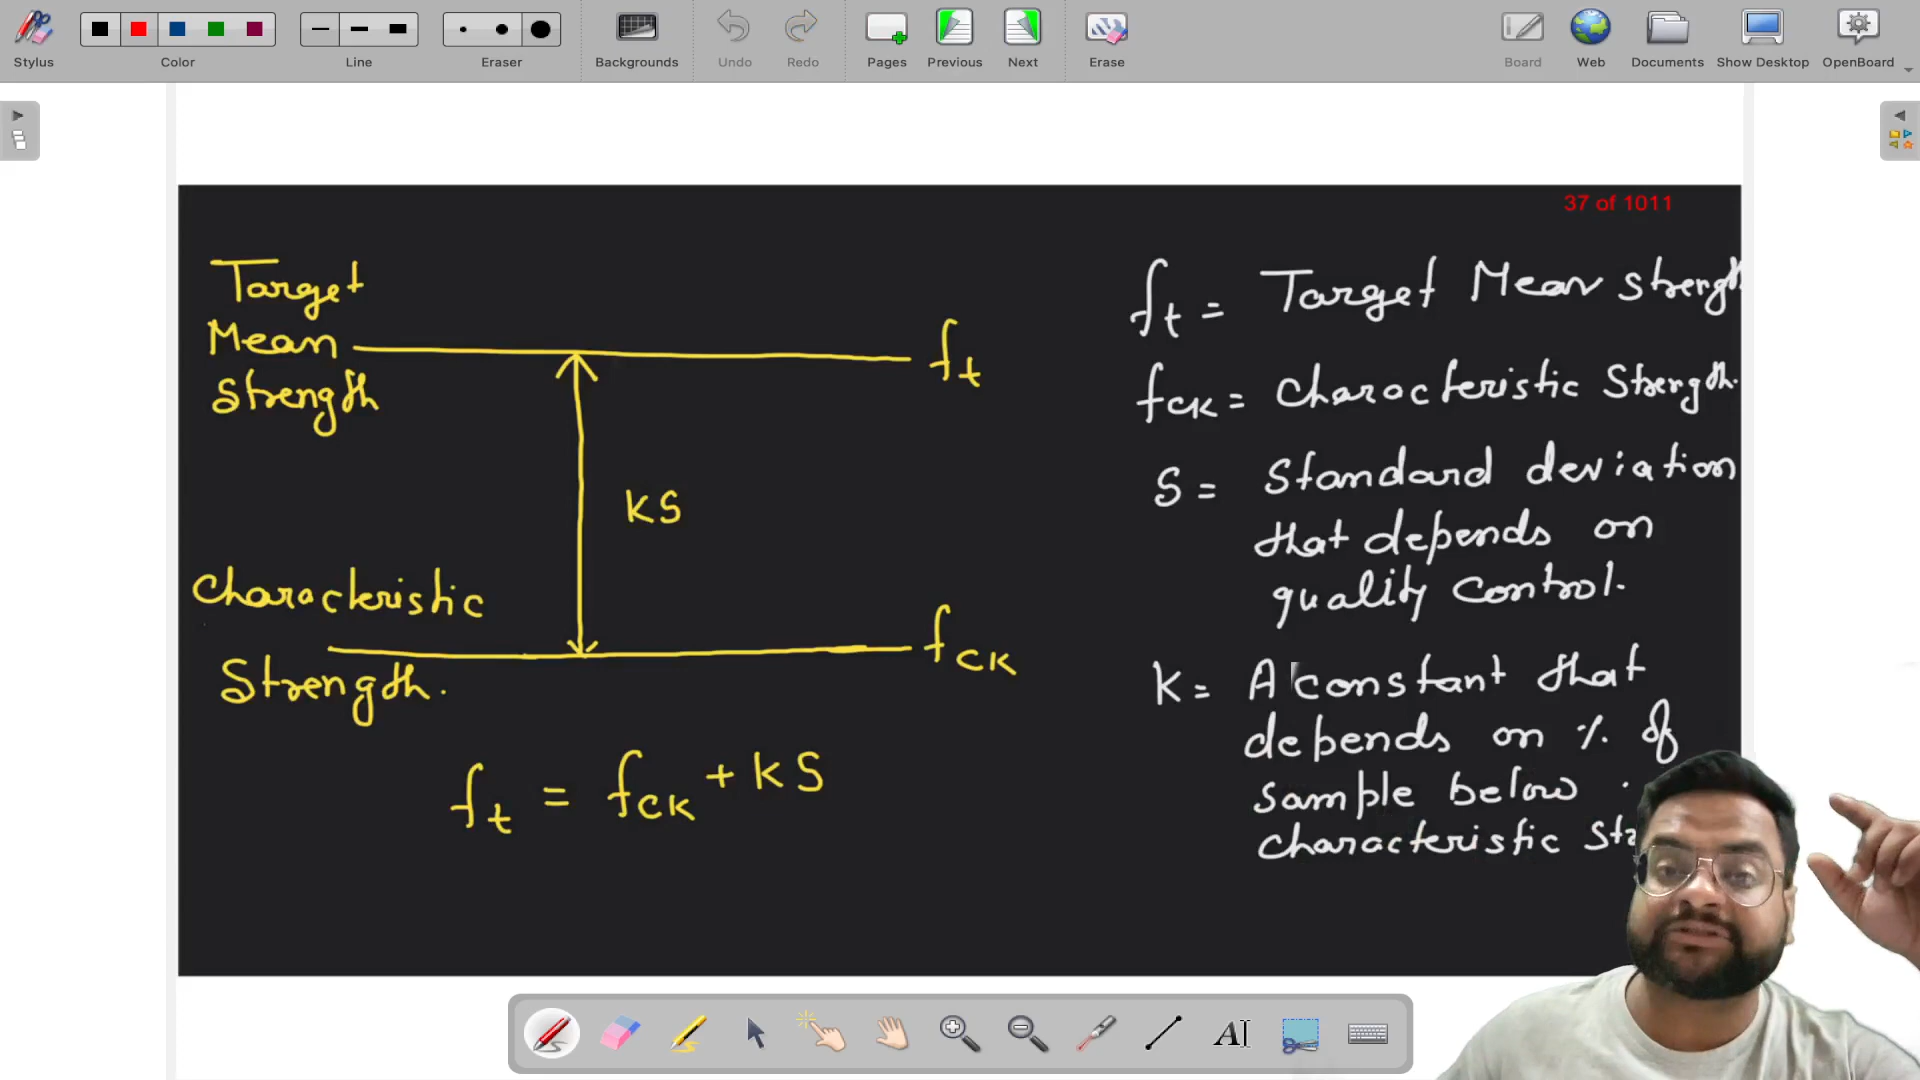 Stylus
Color
Line
Eraser
Backgrounds
Undo
Redo
Pages
Previous
Next
Erase
Board
Web
Documents
Show Desktop
OpenBoard
37 of 1011
Target
Mean
Strength
ft
KS
Characteristic
fck
Strength.
ft = fck + KS
ft = Target Mean strength
fck = Characteristic Strength.
S = Standard deviation
that depends on
quality control.
K = A constant that
depends on % of
sample below
characteristic
AI